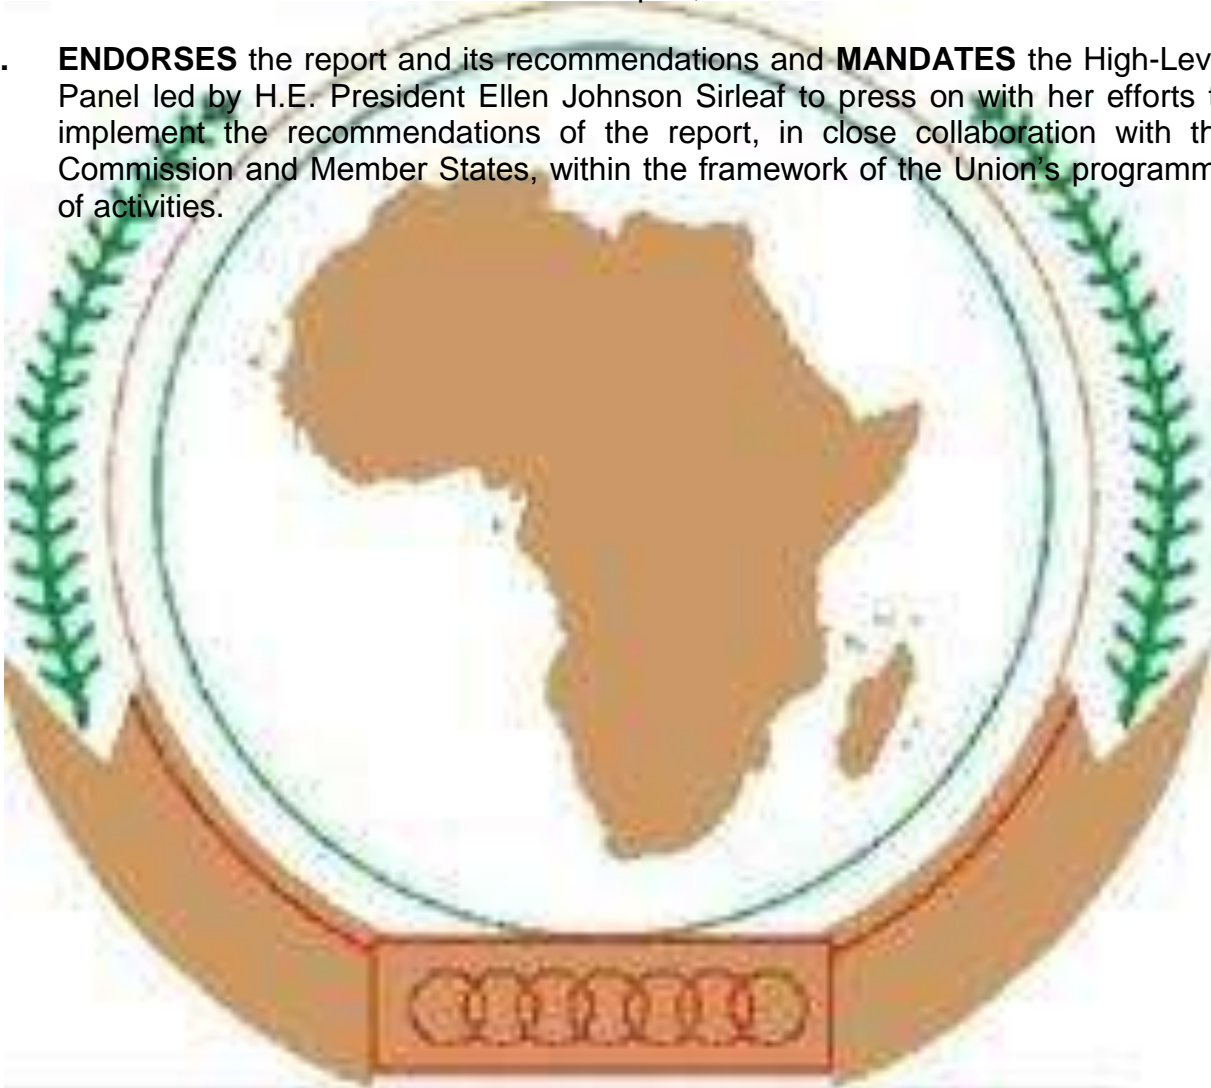 . ENDORSES the report and its recommendations and MANDATES the High-Lev
Panel led by H.E. President Ellen Johnson Sirleaf to press on with her efforts t
implement the recommendations of the report, in close collaboration with th
Commission and Member States, within the framework of the Union’s programm
of activities.